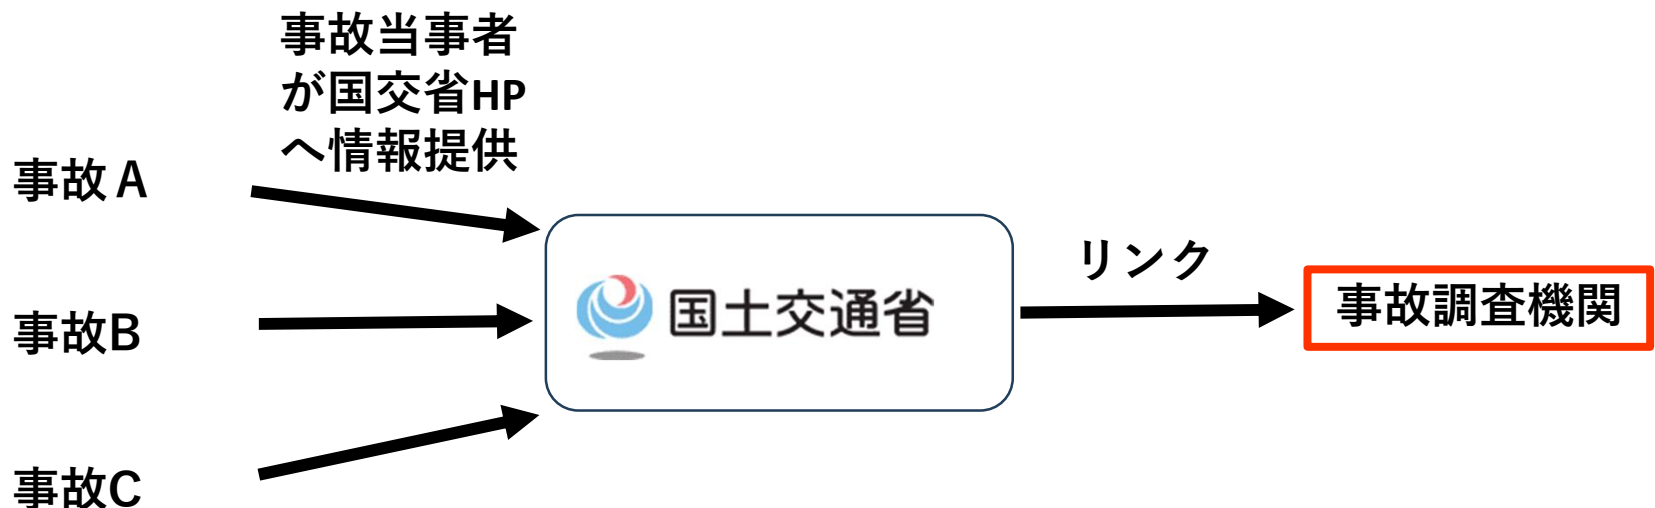 事故当事者
が国交省HP
へ情報提供
事故A
リンク
国土交通省
事故調査機関
事故B
事故C